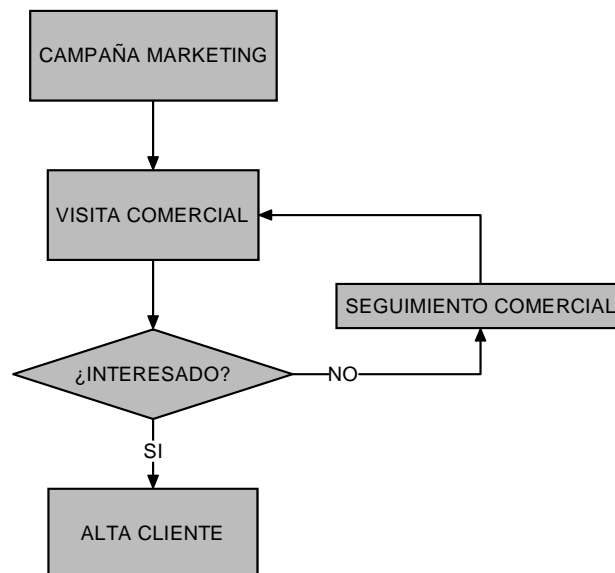 CAMPAÑA MARKETING
VISITA COMERCIAL
SEGUIMIENTO COMERCIAL
¿INTERESADO?
NO
SI
ALTA CLIENTE